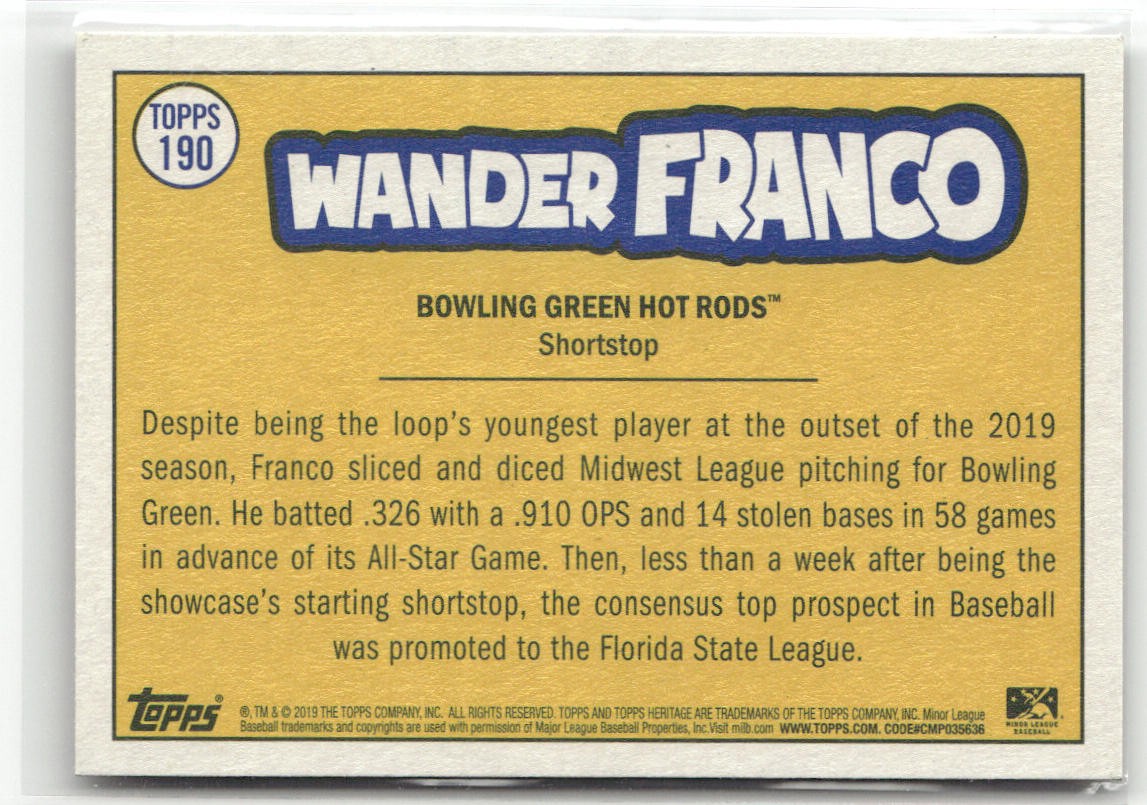 TOPPS
190
WANDER FRANCO
BOWLING GREEN HOT RODS™
Shortstop
Despite being the loop's youngest player at the outset of the 2019
season, Franco sliced and diced Midwest League pitching for Bowling
Green. He batted .326 with a .910 OPS and 14 stolen bases in 58 games
in advance of its All-Star Game. Then, less than a week after being the
showcase's starting shortstop, the consensus top prospect in Baseball
was promoted to the Florida State League.
TOPPS®
®, TM & © 2019 THE TOPPS COMPANY, INC. ALL RIGHTS RESERVED. TOPPS AND TOPPS HERITAGE ARE TRADEMARKS OF THE TOPPS COMPANY, INC. Minor League
Baseball trademarks and copyrights are used with permission of Major League Baseball Properties, Inc. Visit milb.com WWW.TOPPS.COM. CODE#CMP035636
MINOR LEAGUE
BASEBALL